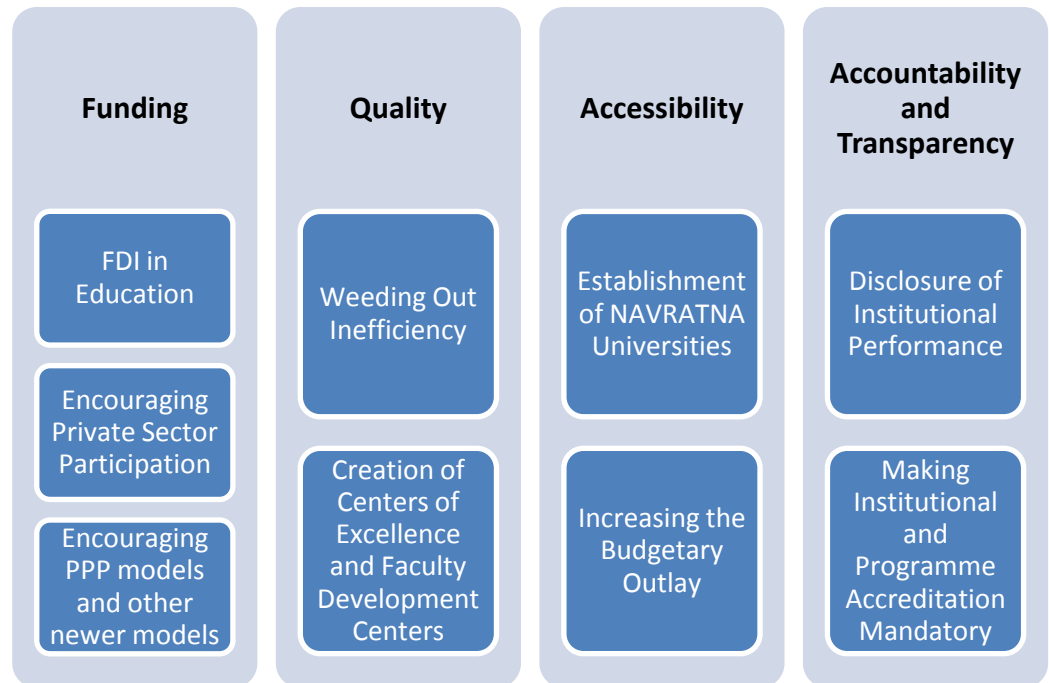 Funding
FDI in
Education
Encouraging
Private Sector
Participation
Encouraging
PPP models
and other
newer models
Quality
Weeding Out
Inefficiency
Creation of
Centers of
Excellence
and Faculty
Development
Centers
Accessibility
Establishment
of NAVRATNA
Universities
Increasing the
Budgetary
Outlay
Accountability
and
Transparency
Disclosure of
Institutional
Performance
Making
Institutional
and
Programme
Accreditation
Mandatory